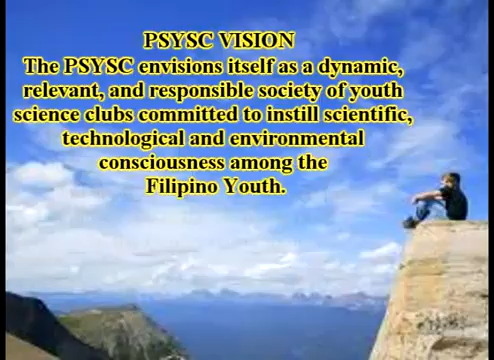 PSYSC VISION
The PSYSC envisions itself as a dynamic,
relevant, and responsible society of youth
science clubs committed to instill scientific,
technological and environmental
consciousness among the
Filipino Youth.